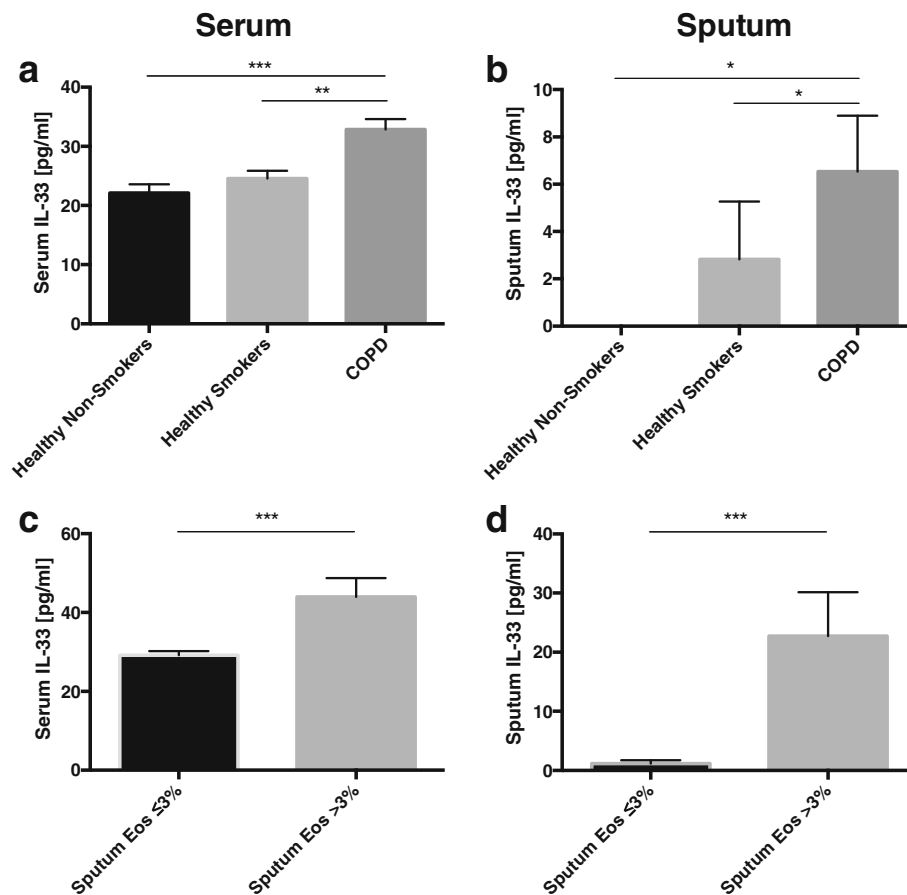 Serum
Sputum
a
***
**
40
30
20
10
0
Serum IL-33 [pg/ml]
Healthy Non-Smokers
Healthy Smokers
COPD
b
*
*
10
8
6
4
2
0
Sputum IL-33 [pg/ml]
Healthy Non-Smokers
Healthy Smokers
COPD
c
***
60
40
20
0
Serum IL-33 [pg/ml]
Sputum Eos ≤3%
Sputum Eos >3%
d
***
40
30
20
10
0
Sputum IL-33 [pg/ml]
Sputum Eos ≤3%
Sputum Eos >3%